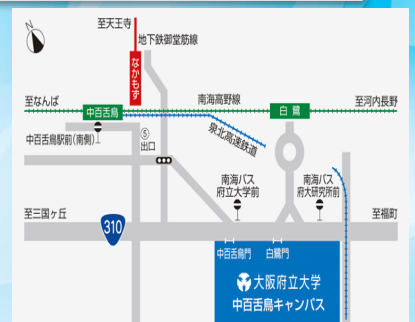 N
至天王寺
地下鉄御堂筋線
なかもず
至なんば
南海高野線
至河内長野
中百舌鳥
白鷺
中百舌鳥駅前(南側)
⑤
出口
泉北高速鉄道
南海バス
府立大学前
南海バス
府大研究所前
至三国ヶ丘
310
至福町
中百舌鳥門
白鷺門
大阪府立大学
中百舌鳥キャンパス